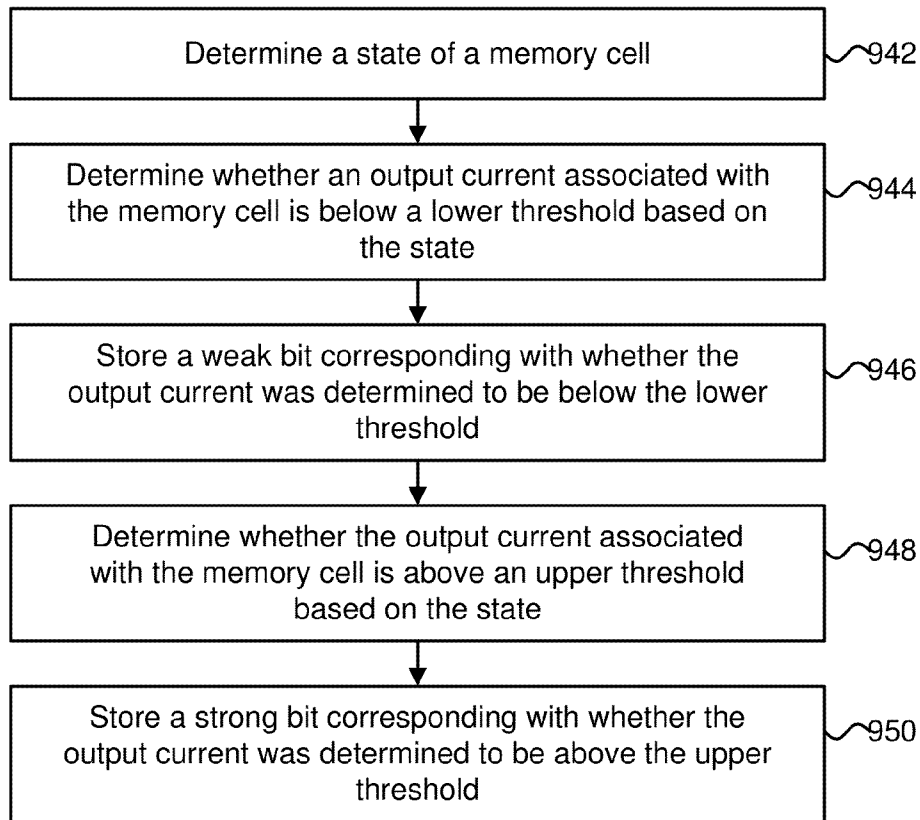 Determine a state of a memory cell
942
Determine whether an output current associated with
the memory cell is below a lower threshold based on
the state
944
Store a weak bit corresponding with whether the
output current was determined to be below the lower
threshold
946
Determine whether the output current associated
with the memory cell is above an upper threshold
based on the state
948
Store a strong bit corresponding with whether the
output current was determined to be above the upper
threshold
950